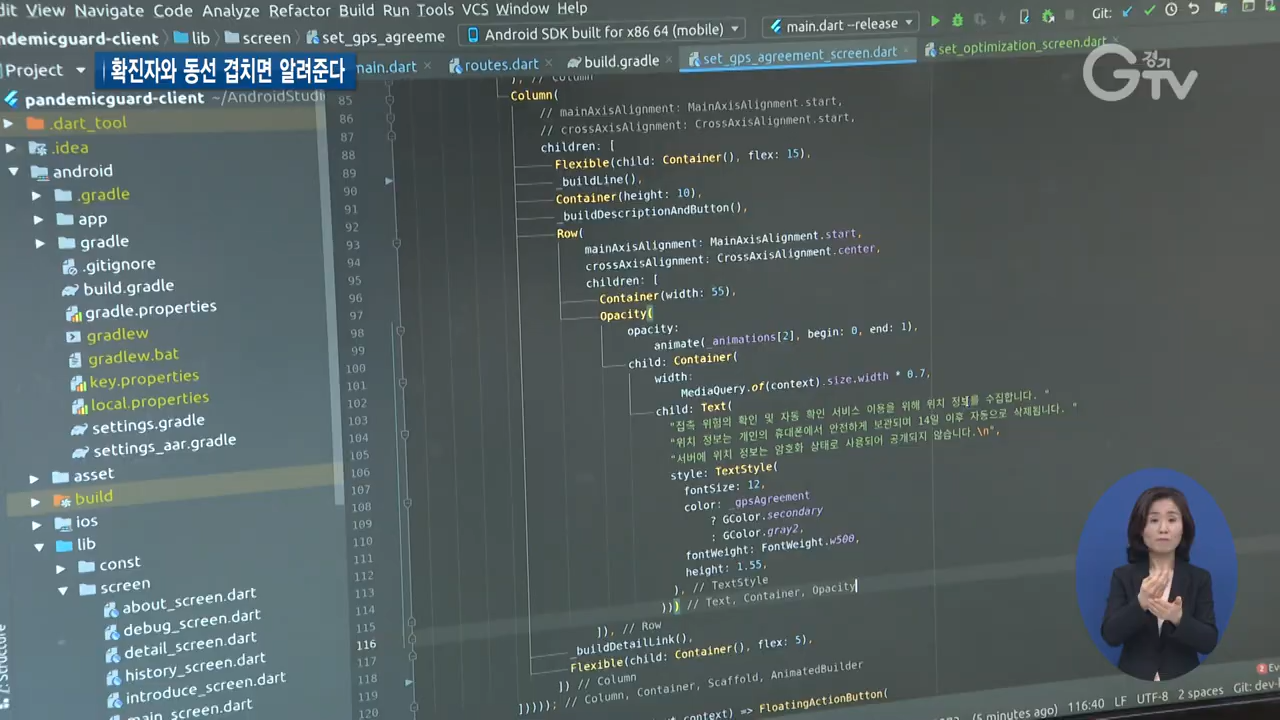 dit View Navigate Code Analyze Refactor Build Run Tools VCS Window Help
ndemicguard-client lib screen set_gps_agreeme Android SDK built for x86 64 (mobile) main.dart --release Git:
Project 확진자와 동선 겹치면 알려준다 main.dart routes.dart build.gradle set_gps_agreement_screen.dart set_optimization_screen.dart
경기
GTV
pandemicguard-client ~/AndroidStudi
.dart_tool
.idea
android
.gradle
app
gradle
.gitignore
build.gradle
gradle.properties
gradlew
gradlew.bat
key.properties
local.properties
settings.gradle
settings_aar.gradle
asset
build
ios
lib
const
screen
about_screen.dart
debug_screen.dart
detail_screen.dart
history_screen.dart
introduce_screen.dart
main_screen.dart
Z: Structure
), // Column
85 Column(
86 // mainAxisAlignment: MainAxisAlignment.start,
87 // crossAxisAlignment: CrossAxisAlignment.start,
88 children: [
89 Flexible(child: Container(), flex: 15),
90 _buildLine(),
91 Container(height: 10),
92 _buildDescriptionAndButton(),
93 Row(
94 mainAxisAlignment: MainAxisAlignment.start,
95 crossAxisAlignment: CrossAxisAlignment.center,
96 children: [
97 Container(width: 55),
98 Opacity(
99 opacity:
100 animate(_animations[2], begin: 0, end: 1),
101 child: Container(
102 width:
103 MediaQuery.of(context).size.width * 0.7,
104 child: Text(
105 "접촉 위험의 확인 및 자동 확인 서비스 이용을 위해 위치 정보를 수집합니다. "
106 "위치 정보는 개인의 휴대폰에서 안전하게 보관되며 14일 이후 자동으로 삭제됩니다. "
107 "서버에 위치 정보는 암호화 상태로 사용되어 공개되지 않습니다.\n",
108 style: TextStyle(
109 fontSize: 12,
110 color: _gpsAgreement
111 ? GColor.secondary
112 : GColor.gray2,
113 fontWeight: FontWeight.w500,
114 height: 1.55,
115 ), // TextStyle
116 ))) // Text, Container, Opacity
117 ]), // Row
118 _buildDetailLink(),
119 Flexible(child: Container(), flex: 5),
120 ]) // Column
]))))); // Column, Container, Scaffold, AnimatedBuilder
context) => FloatingActionButton(
(5 minutes ago) 116:40 LF UTF-8 2 spaces Git: dev-
2 Ev